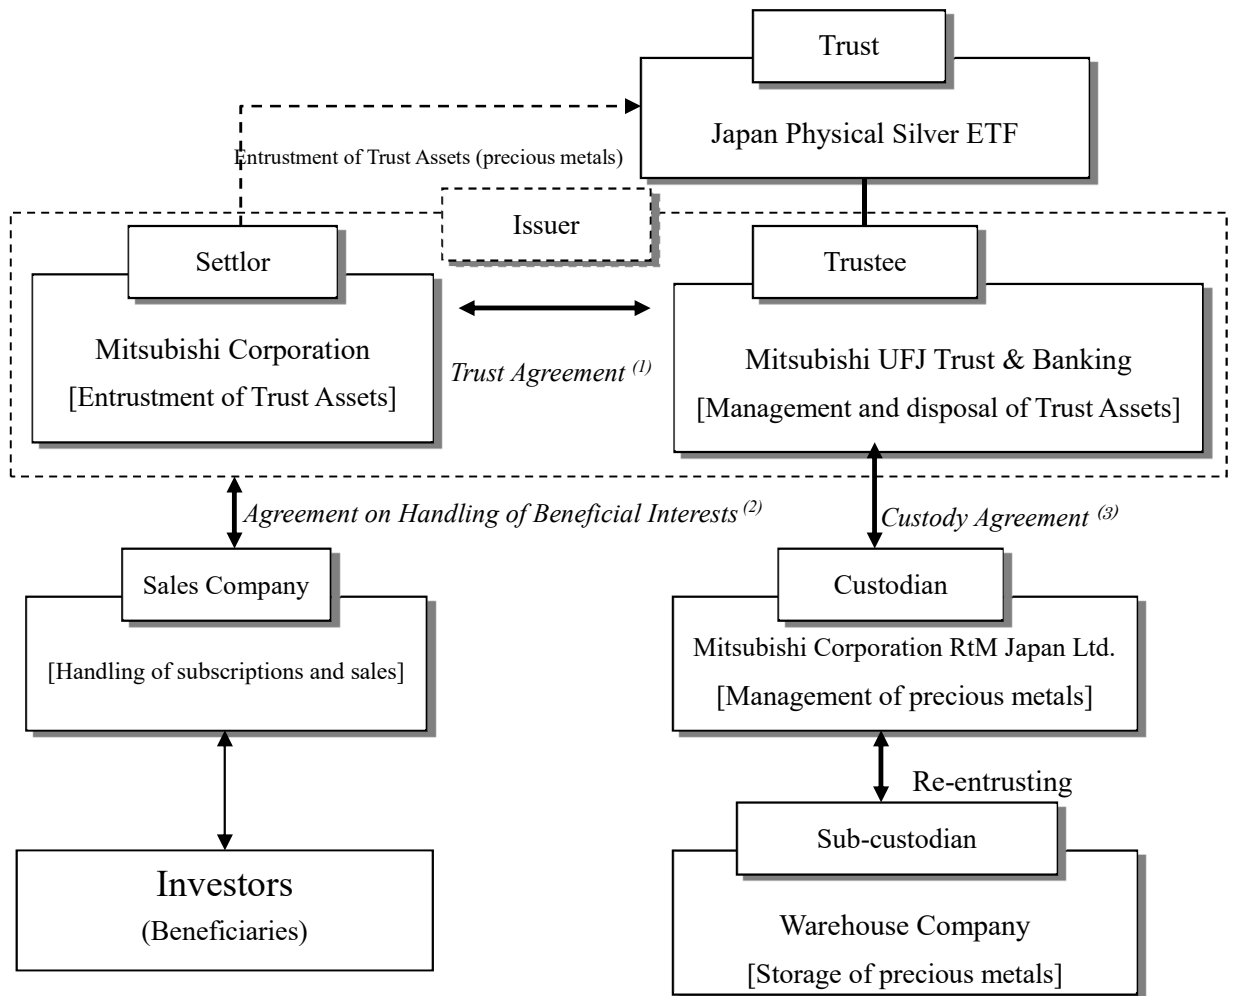 Trust
Japan Physical Silver ETF
Entrustment of Trust Assets (precious metals)
Issuer
Settlor
Mitsubishi Corporation
[Entrustment of Trust Assets]
Trust Agreement (1)
Trustee
Mitsubishi UFJ Trust & Banking
[Management and disposal of Trust Assets]
Agreement on Handling of Beneficial Interests (2)
Custody Agreement (3)
Sales Company
[Handling of subscriptions and sales]
Custodian
Mitsubishi Corporation RtM Japan Ltd.
[Management of precious metals]
Re-entrusting
Investors
(Beneficiaries)
Sub-custodian
Warehouse Company
[Storage of precious metals]